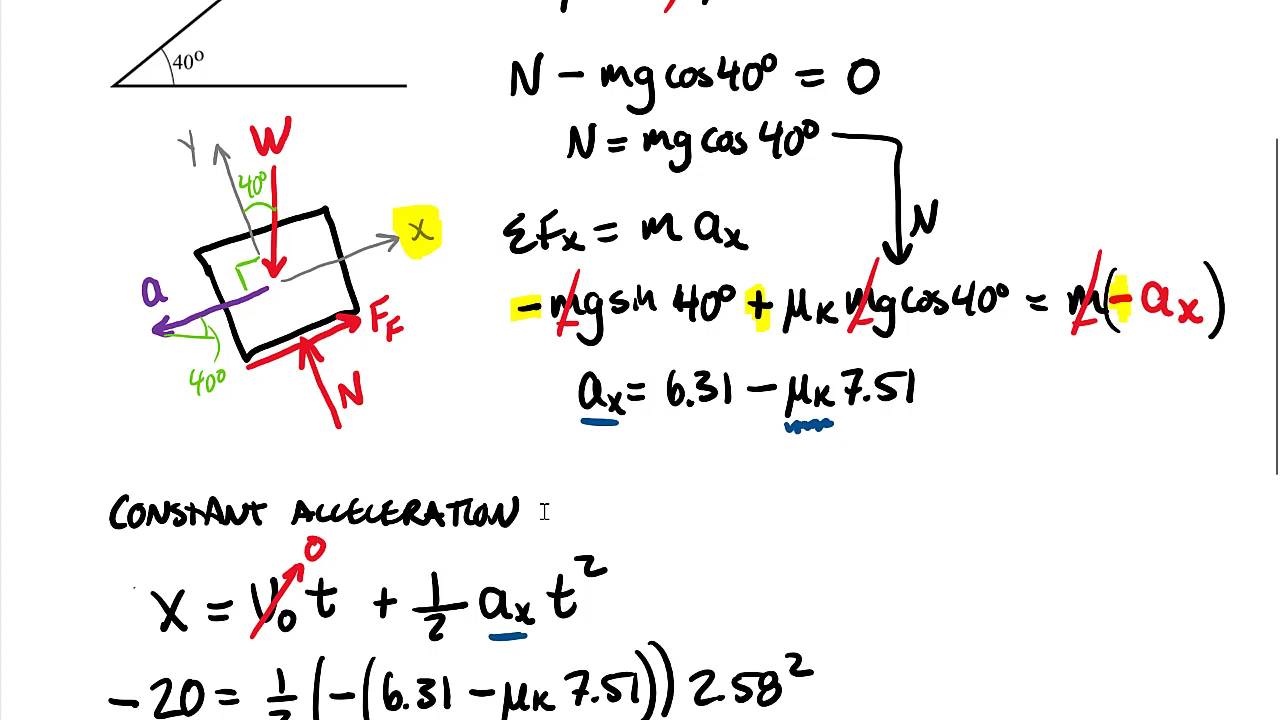 40°
N - mg cos 40° = 0
N = mg cos 40°
Y
W
40°
x
N
ΣFx = m ax
a
- mg sin 40° + μK mg cos 40° = m(- ax)
FF
40°
N
ax = 6.31 - μK 7.51
CONSTANT ACCELERATION
0
x = V0 t + 1/2 ax t²
-20 = 1/2 (-(6.31 - μK 7.51)) 2.58²